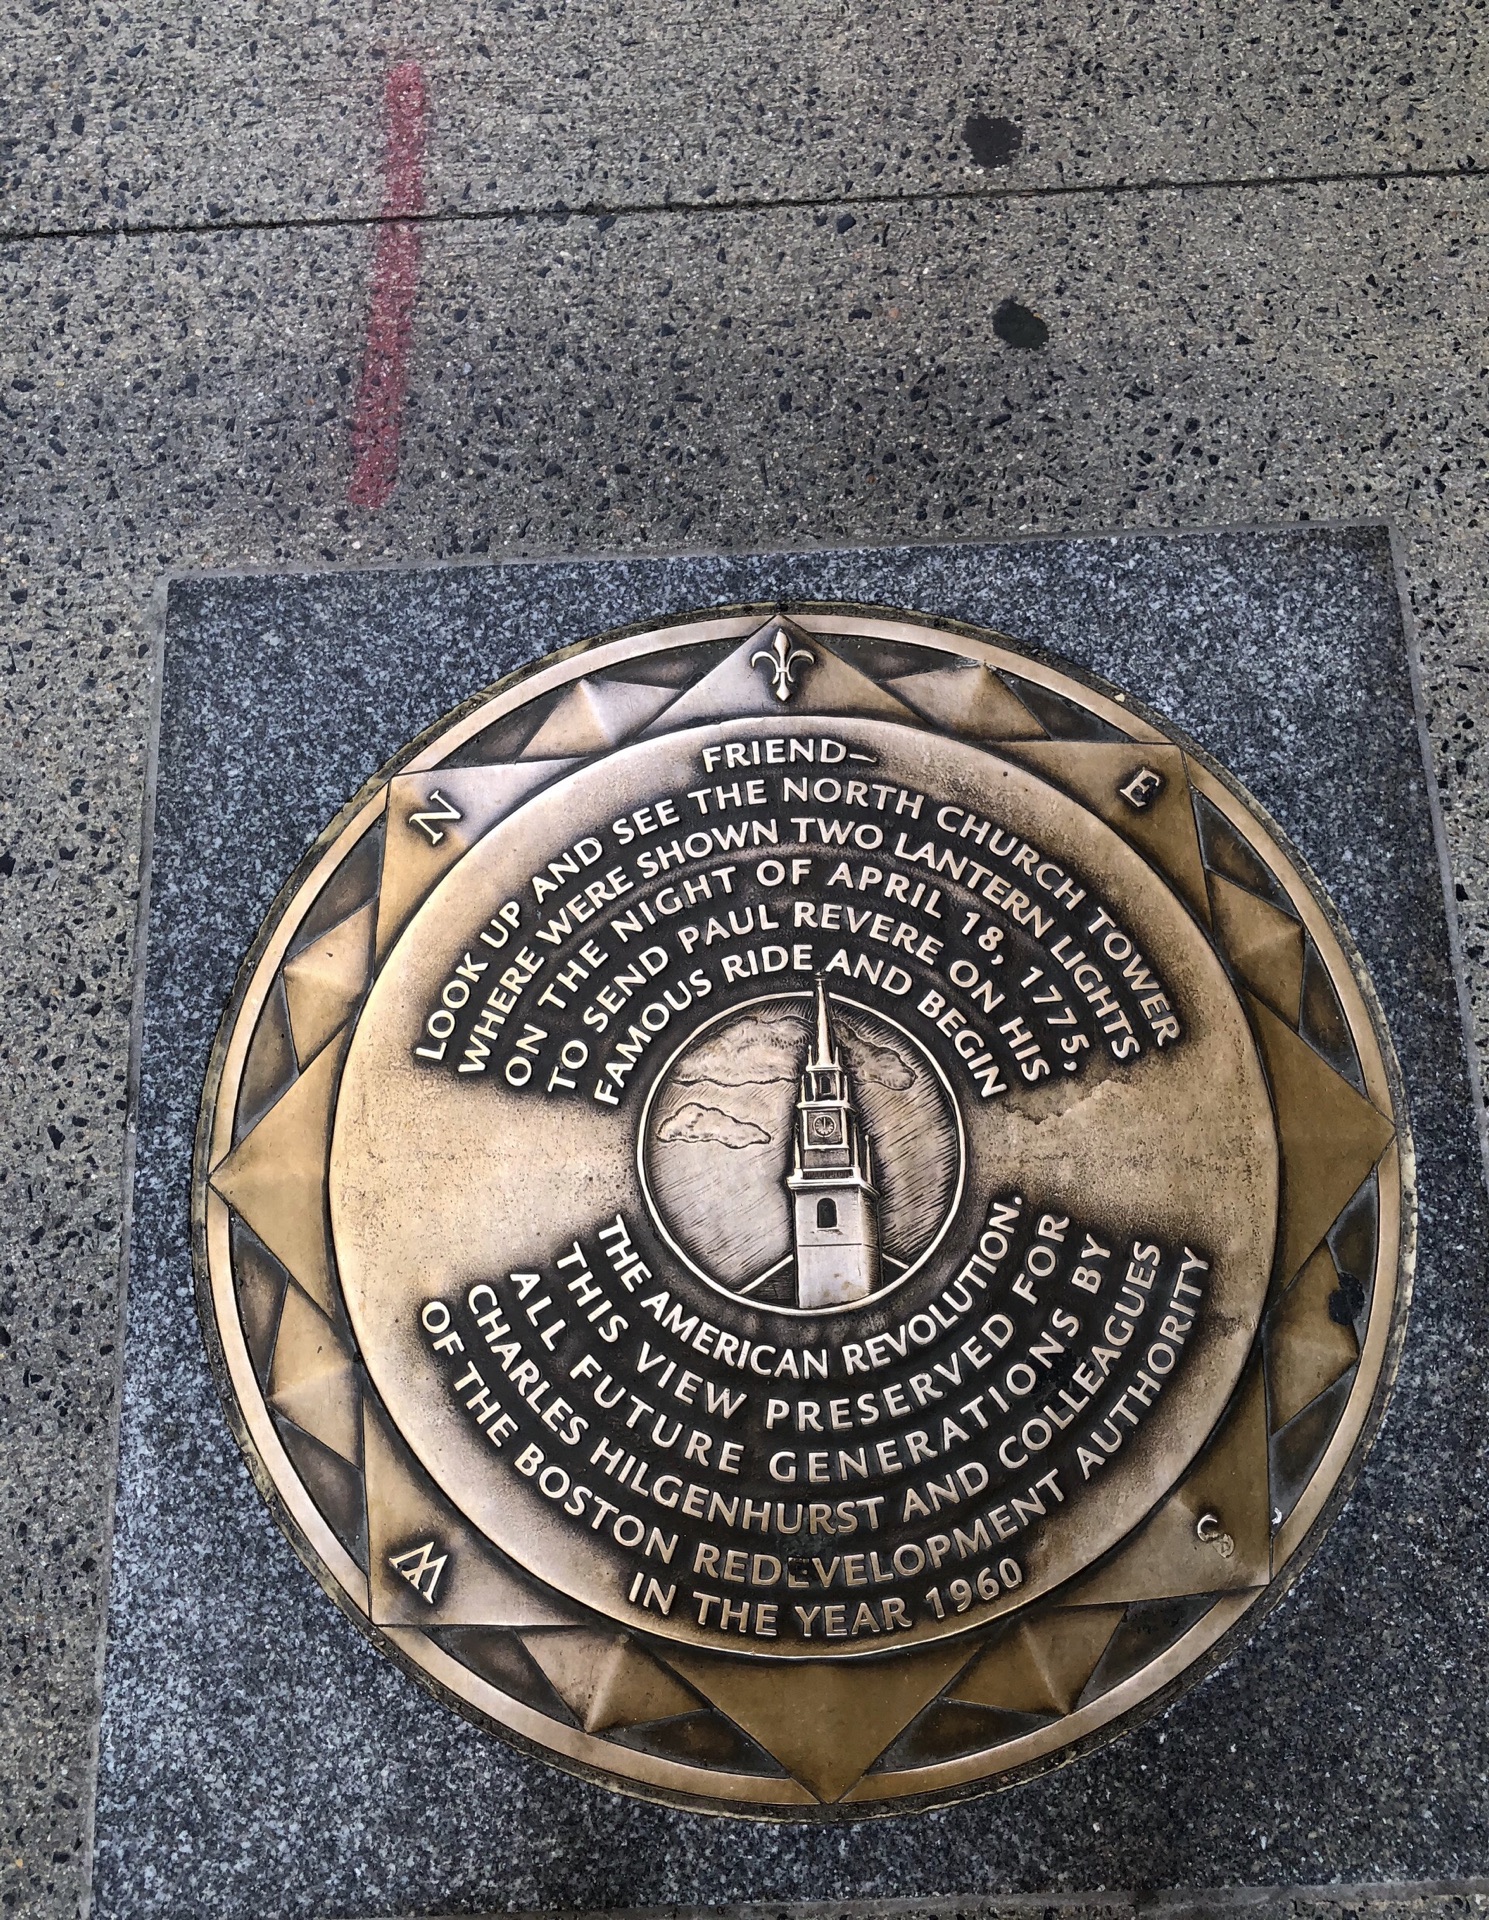 FRIEND—
LOOK UP AND SEE THE NORTH CHURCH TOWER
WHERE WERE SHOWN TWO LANTERN LIGHTS
ON THE NIGHT OF APRIL 18, 1775,
TO SEND PAUL REVERE ON HIS
FAMOUS RIDE AND BEGIN
THE AMERICAN REVOLUTION.
THIS VIEW PRESERVED FOR
ALL FUTURE GENERATIONS BY
CHARLES HILGENHURST AND COLLEAGUES
OF THE BOSTON REDEVELOPMENT AUTHORITY
IN THE YEAR 1960
N
E
W
S